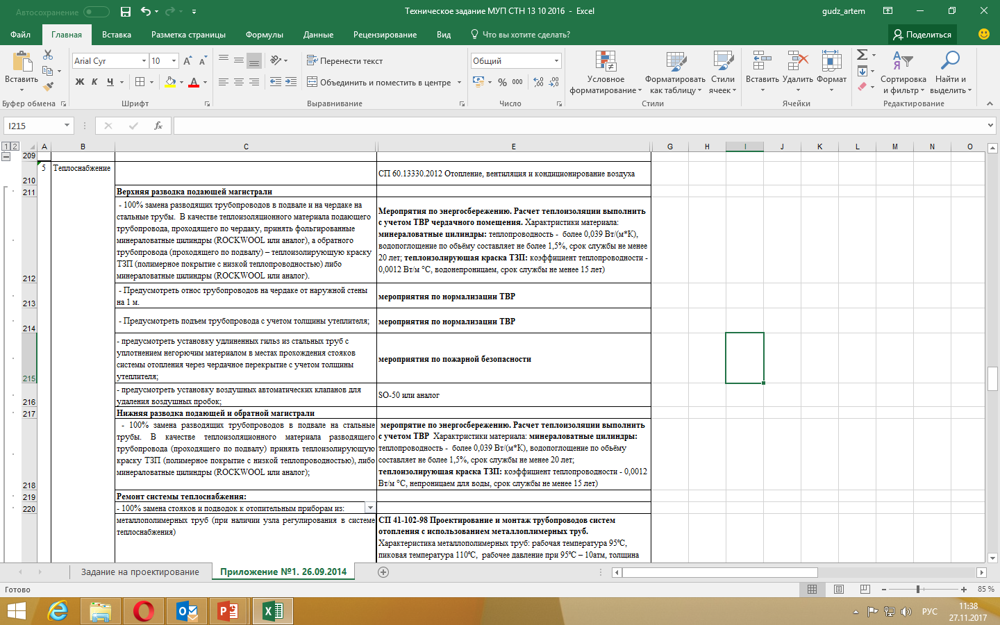 Автосохранение
Техническое задание МУП СТН 13 10 2016 - Excel
gudz_artem
Файл Главная Вставка Разметка страницы Формулы Данные Рецензирование Вид Что вы хотите сделать? Поделиться
Вставить
Буфер обмена
Arial Cyr 10
Ж К Ч
Шрифт
Перенести текст
Объединить и поместить в центре
Выравнивание
Общий
% 000
Число
Условное форматирование
Форматировать как таблицу
Стили ячеек
Стили
Вставить Удалить Формат
Ячейки
Сортировка и фильтр
Найти и выделить
Редактирование
I215
fx
1 2
A B C E G H I J K L M N O
209
210
5 Теплоснабжение
СП 60.13330.2012 Отопление, вентиляция и кондиционирование воздуха
211
Верхняя разводка подающей магистрали
212
- 100% замена разводящих трубопроводов в подвале и на чердаке на
стальные трубы. В качестве теплоизоляционного материала подающего
трубопровода, проходящего по чердаку, принять фольгированные
минераловатные цилиндры (ROCKWOOL или аналог), а обратного
трубопровода (проходящего по подвалу) – теплоизолирующую краску
ТЗП (полимерное покрытие с низкой теплопроводностью) либо
минераловатные цилиндры (ROCKWOOL или аналог).
Меропрятия по энергосбережению. Расчет теплоизоляции выполнить
с учетом ТВР чердачного помещения. Характристики материала:
минераловатные цилиндры: теплопроводность - более 0,039 Вт/(м*К),
водопоглощение по объёму составляет не более 1,5%, срок службы не менее
20 лет; теплоизолирующая краска ТЗП: коэффициент теплопроводности -
0,0012 Вт/м °С, водонепроницаем, срок службы не менее 15 лет)
213
- Предусмотреть относ трубопроводов на чердаке от наружной стены
на 1 м.
мероприятия по нормализации ТВР
214
- Предусмотреть подъем трубопровода с учетом толщины утеплителя;
мероприятия по нормализации ТВР
215
- предусмотреть установку удлиненных гильз из стальных труб с
уплотнением негорючим материалом в местах прохождения стояков
системы отопления через чердачное перекрытие с учетом толщины
утеплителя;
мероприятия по пожарной безопасности
216
- предусмотреть установку воздушных автоматических клапанов для
удаления воздушных пробок;
SO-50 или аналог
217
Нижняя разводка подающей и обратной магистрали
218
- 100% замена разводящих трубопроводов в подвале на стальные
трубы. В качестве теплоизоляционного материала разводящего
трубопровода (проходящего по подвалу) принять теплоизолирующую
краску ТЗП (полимерное покрытие с низкой теплопроводностью), либо
минераловатные цилиндры (ROCKWOOL или аналог);
меропрятие по энергосбережению. Расчет теплоизоляции выполнить
с учетом ТВР Характристики материала: минераловатные цилиндры:
теплопроводность - более 0,039 Вт/(м*К), водопоглощение по объёму
составляет не более 1,5%, срок службы не менее 20 лет;
теплоизолирующая краска ТЗП: коэффициент теплопроводности - 0,0012
Вт/м °С, непроницаем для воды, срок службы не менее 15 лет)
219
Ремонт системы теплоснабжения:
220
- 100% замена стояков и подводок к отопительным приборам из:
металлополимерных труб (при наличии узла регулирования в системе
теплоснабжения)
СП 41-102-98 Проектирование и монтаж трубопроводов систем
отопления с использованием металлоплимерных труб.
Характеристика металлополимерных труб: рабочая температура 95ºС,
пиковая температура 110ºС, рабочее давление при 95ºС – 10атм, толщина
Задание на проектирование
Приложение №1. 26.09.2014
Готово
85 %
РУС
11:38
27.11.2017